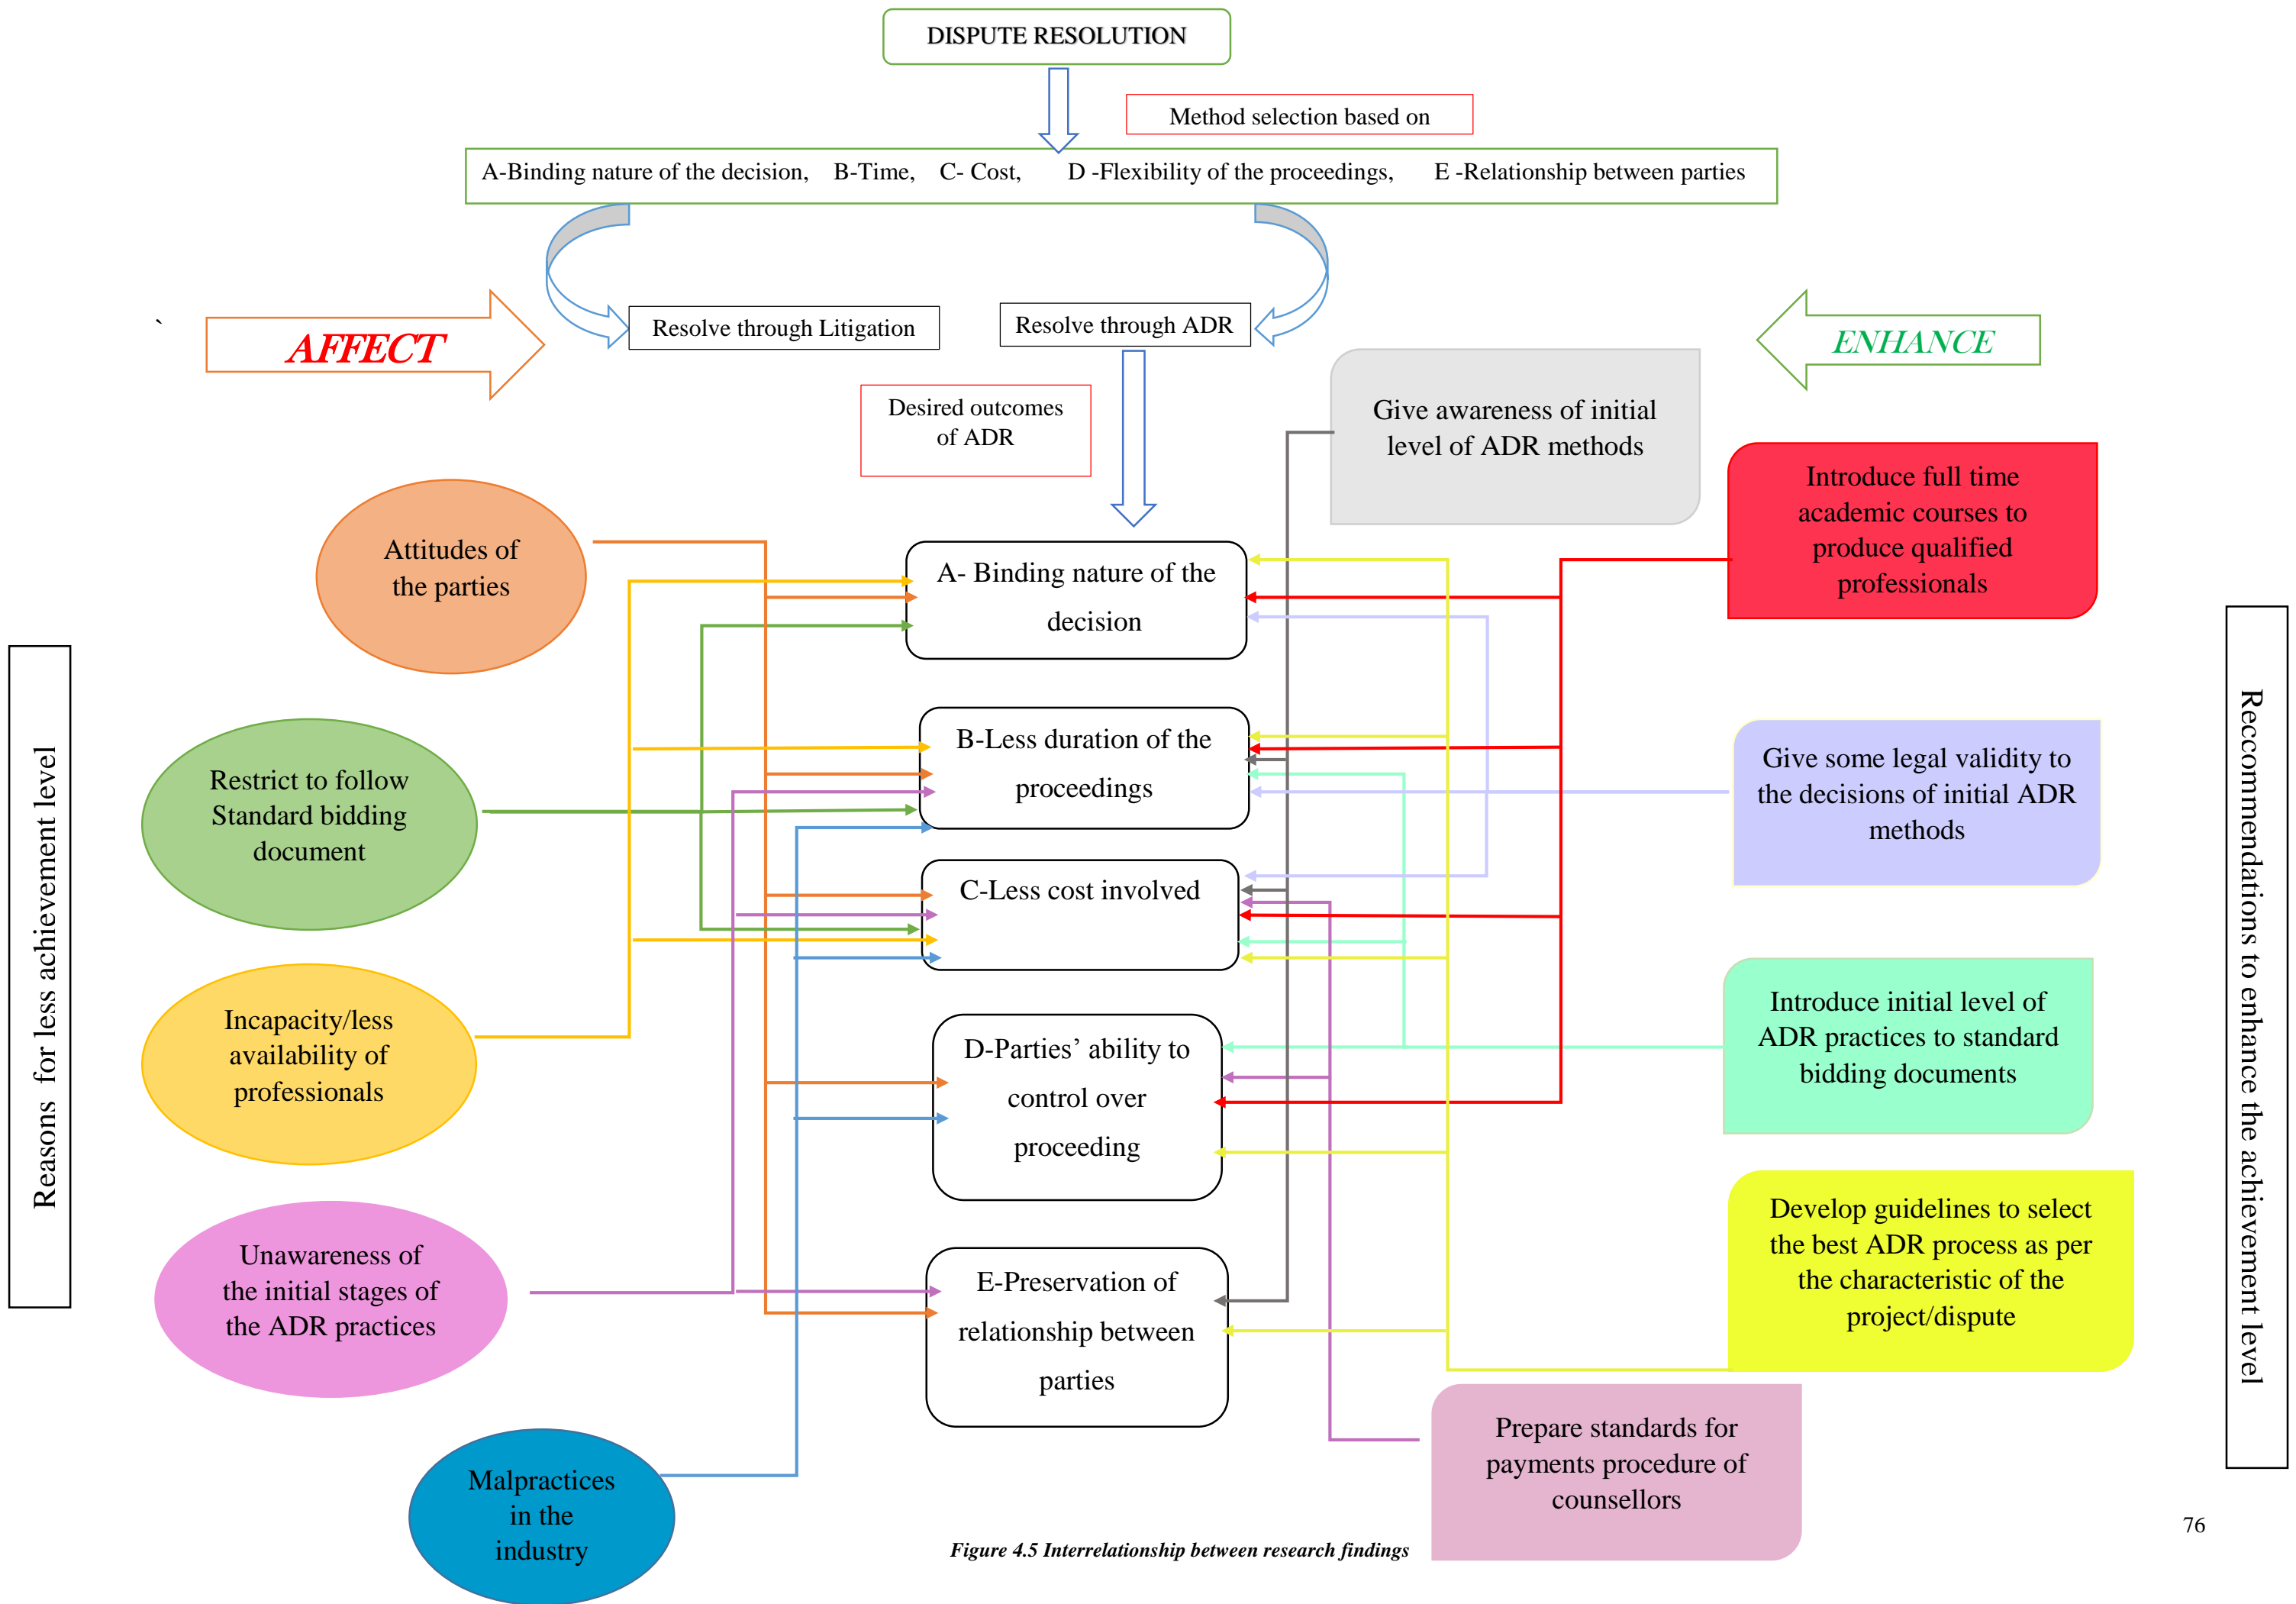 DISPUTE RESOLUTION
Method selection based on
A-Binding nature of the decision, B-Time, C- Cost, D -Flexibility of the proceedings, E -Relationship between parties
`
AFFECT
Resolve through Litigation
Resolve through ADR
ENHANCE
Desired outcomes
of ADR
Give awareness of initial
level of ADR methods
Introduce full time
academic courses to
produce qualified
professionals
Attitudes of
the parties
A- Binding nature of the
decision
Reasons for less achievement level
Reccommendations to enhance the achievement level
Restrict to follow
Standard bidding
document
B-Less duration of the
proceedings
Give some legal validity to
the decisions of initial ADR
methods
C-Less cost involved
Incapacity/less
availability of
professionals
D-Parties’ ability to
control over
proceeding
Introduce initial level of
ADR practices to standard
bidding documents
Unawareness of
the initial stages of
the ADR practices
E-Preservation of
relationship between
parties
Develop guidelines to select
the best ADR process as per
the characteristic of the
project/dispute
Malpractices
in the
industry
Prepare standards for
payments procedure of
counsellors
Figure 4.5 Interrelationship between research findings
76